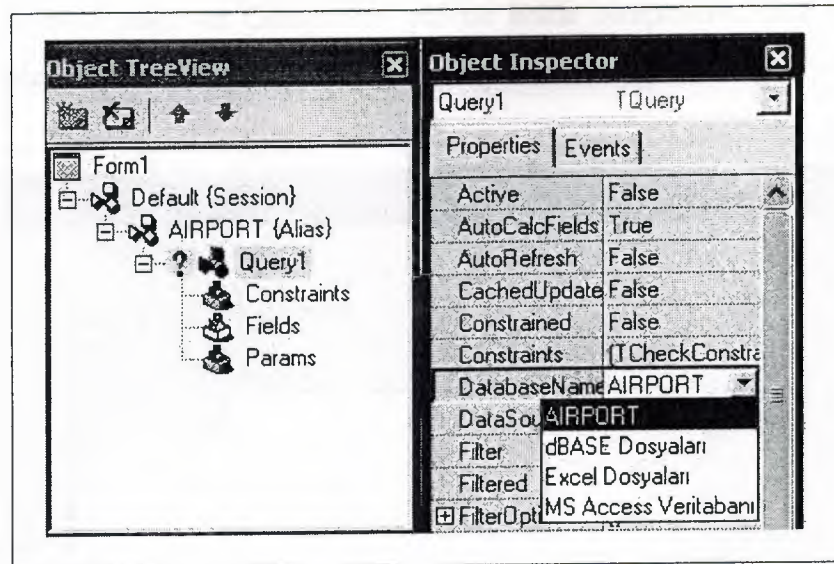 Object TreeView
Form1
Default {Session}
AIRPORT {Alias}
? Query1
Constraints
Fields
Params
Object Inspector
Query1 TQuery
Properties Events
Active False
AutoCalcFields True
AutoRefresh False
CachedUpdate False
Constrained False
Constraints (TCheckConstra
DatabaseName AIRPORT
DataSou
AIRPORT
dBASE Dosyaları
Filter
Excel Dosyaları
Filtered
MS Access Veritabanı
FilterOpti